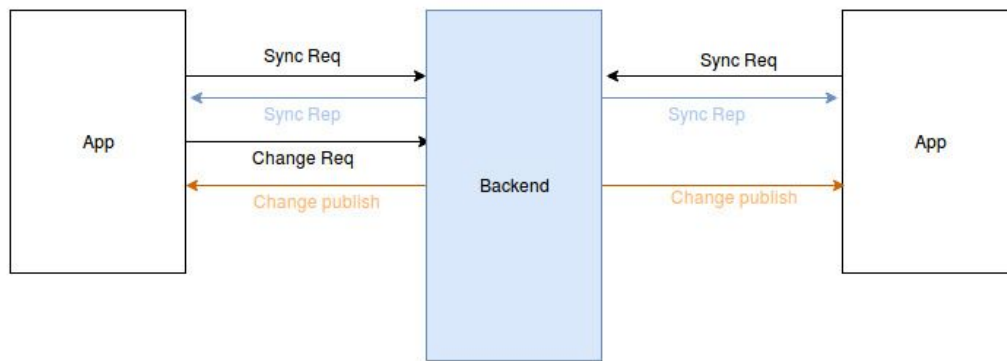 Sync Req
Sync Req
Sync Rep
Sync Rep
App
App
Change Req
Backend
Change publish
Change publish